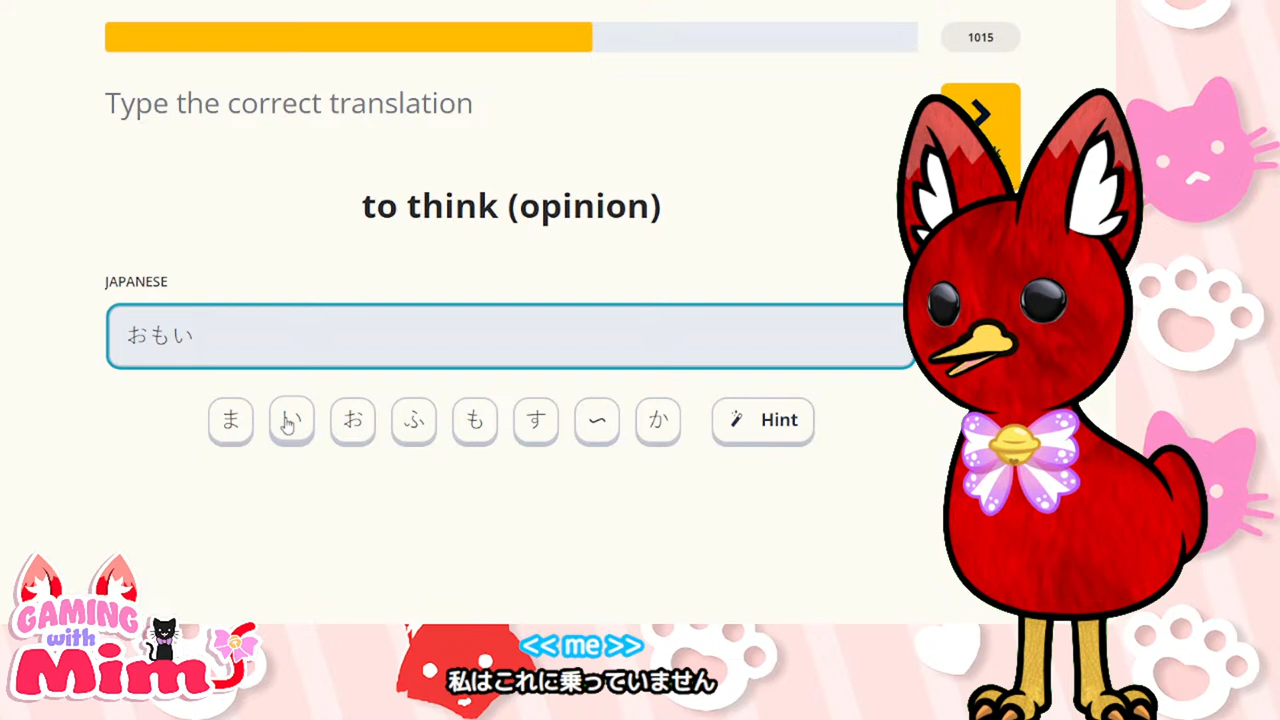 1015
Type the correct translation
to think (opinion)
JAPANESE
おもい
ま い お ふ も す 〜 か Hint
GAMING
with
Mim
<< me >>
私はこれに乗っていません